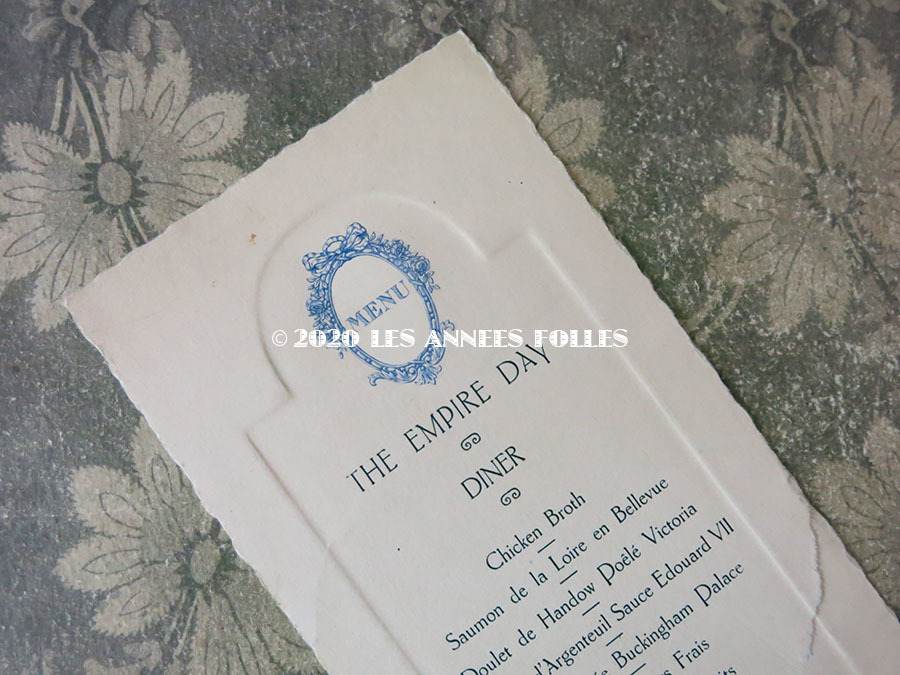 MENU
© 2020 LES ANNEES FOLLES
THE EMPIRE DAY
DINER
Chicken Broth
Saumon de la Loire en Bellevue
Doulet de Handow Poêlé Victoria
d'Argenteuil Sauce Edouard VII
Buckingham Palace
Frais